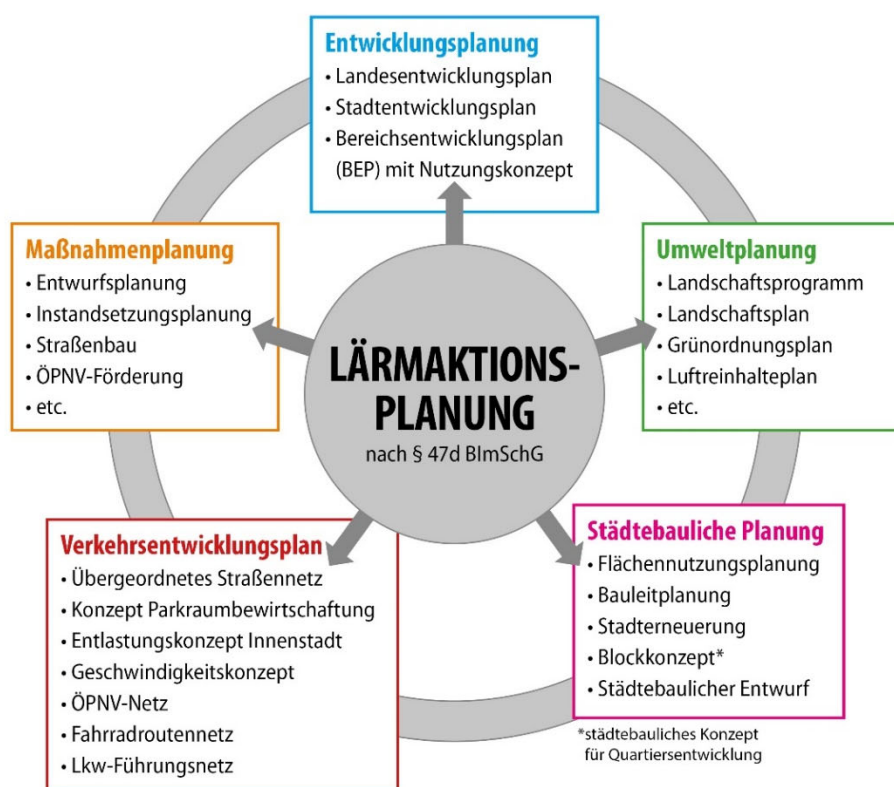 Entwicklungsplanung
• Landesentwicklungsplan
• Stadtentwicklungsplan
• Bereichsentwicklungsplan
(BEP) mit Nutzungskonzept
Maßnahmenplanung
• Entwurfsplanung
• Instandsetzungsplanung
• Straßenbau
• ÖPNV-Förderung
• etc.
Umweltplanung
• Landschaftsprogramm
• Landschaftsplan
• Grünordnungsplan
• Luftreinhalteplan
• etc.
LÄRMAKTIONS-
PLANUNG
nach § 47d BImSchG
Verkehrsentwicklungsplan
• Übergeordnetes Straßennetz
• Konzept Parkraumbewirtschaftung
• Entlastungskonzept Innenstadt
• Geschwindigkeitskonzept
• ÖPNV-Netz
• Fahrradroutennetz
• Lkw-Führungsnetz
Städtebauliche Planung
• Flächennutzungsplanung
• Bauleitplanung
• Stadterneuerung
• Blockkonzept*
• Städtebaulicher Entwurf
*städtebauliches Konzept
für Quartiersentwicklung